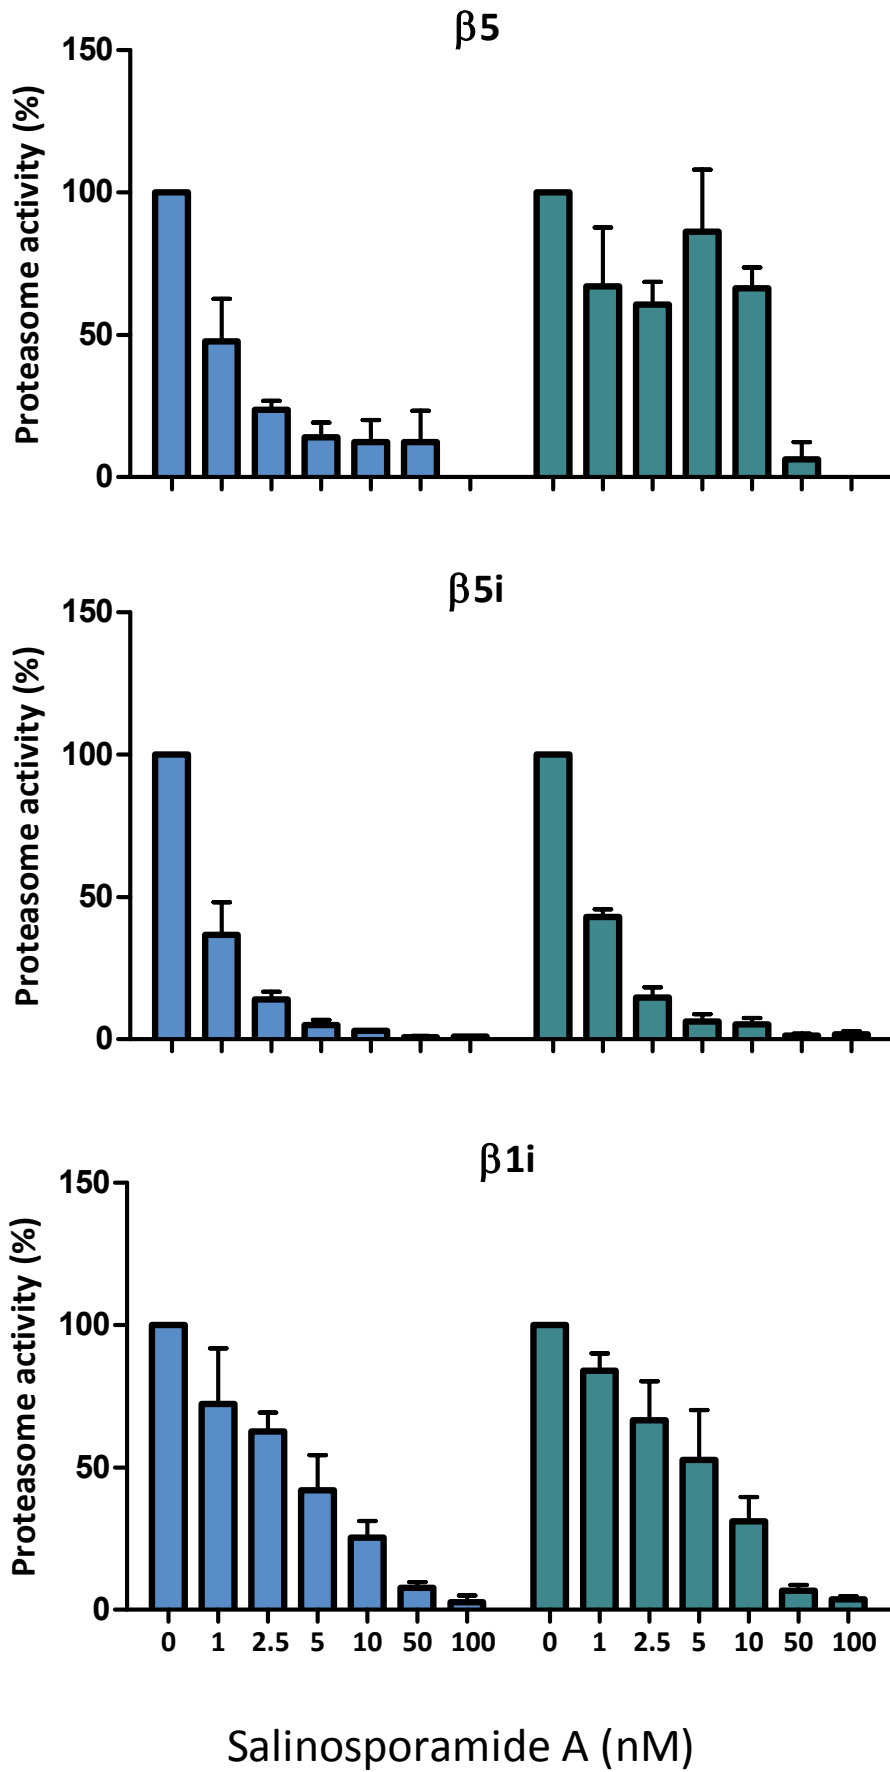 β5
150
100
50
0
Proteasome activity (%)
β5i
150
100
50
0
Proteasome activity (%)
β1i
150
100
50
0
Proteasome activity (%)
0 1 2.5 5 10 50 100 0 1 2.5 5 10 50 100
Salinosporamide A (nM)